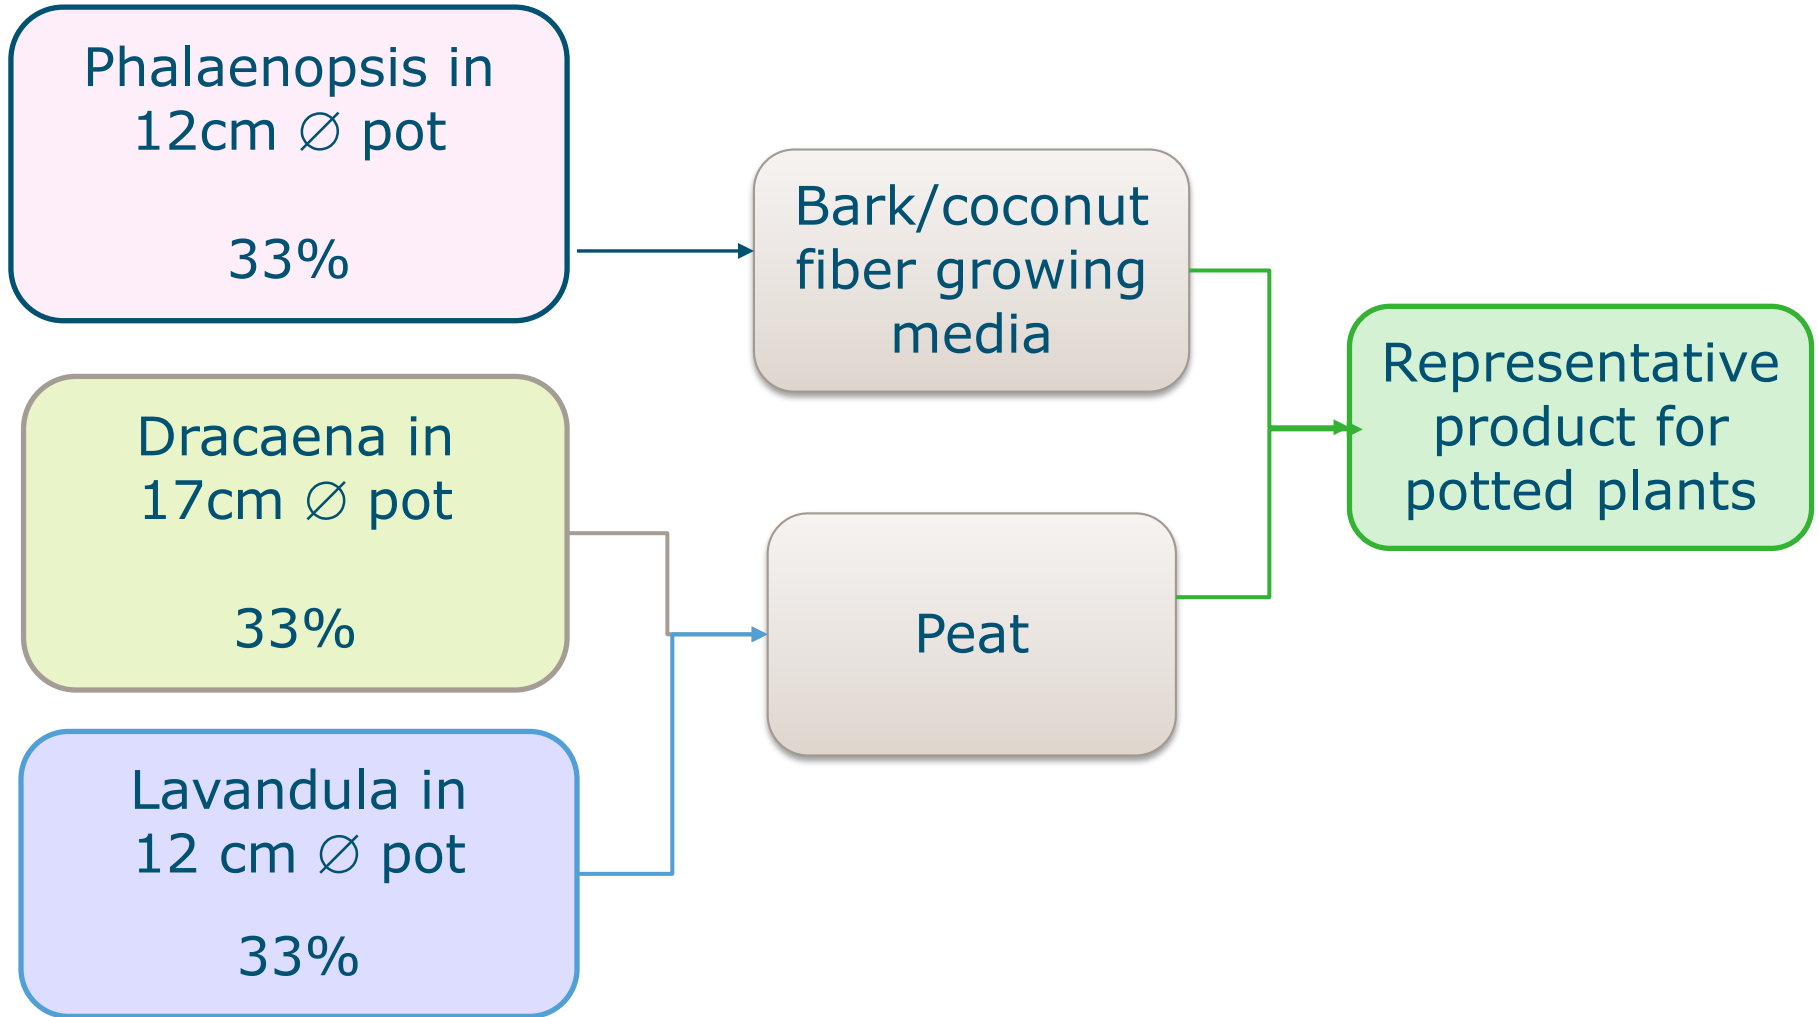 Phalaenopsis in
12cm ∅ pot
33%
Bark/coconut
fiber growing
media
Representative
product for
potted plants
Dracaena in
17cm ∅ pot
33%
Peat
Lavandula in
12 cm ∅ pot
33%